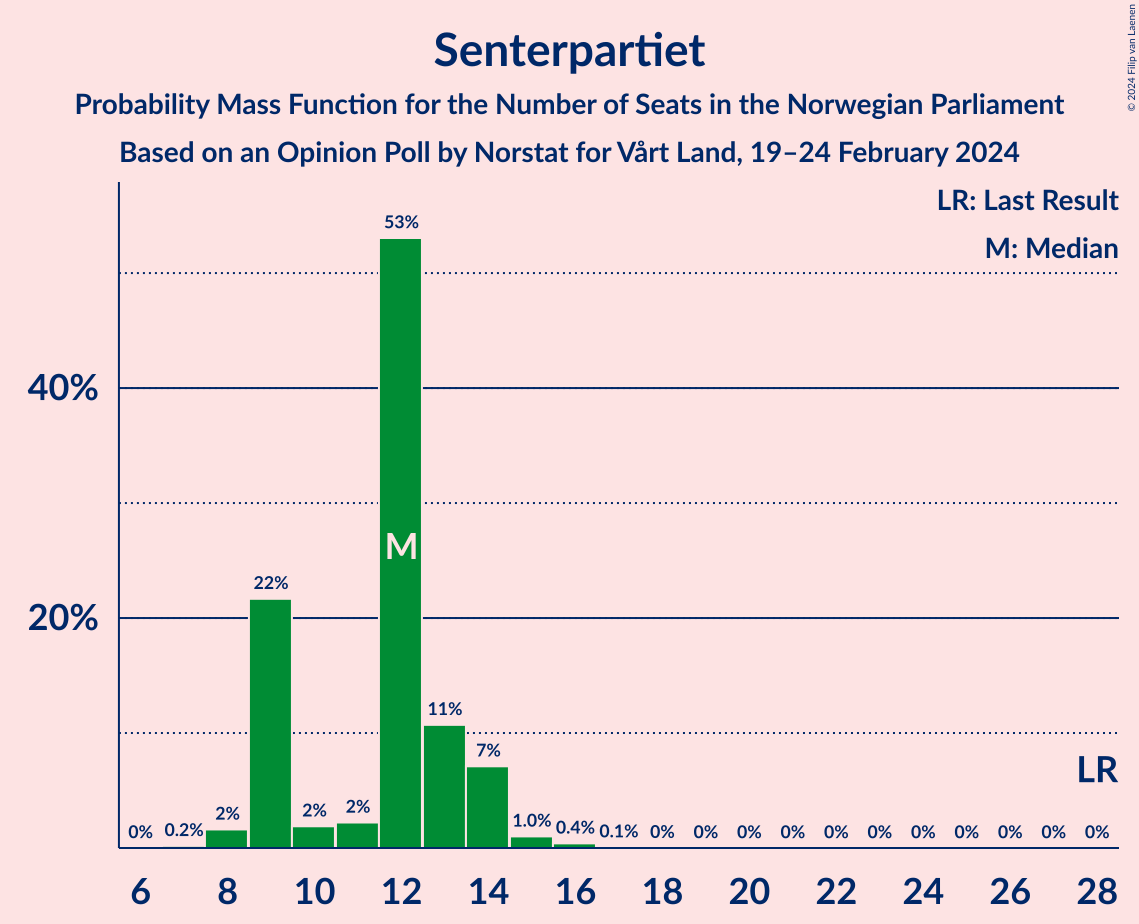 Senterpartiet
Probability Mass Function for the Number of Seats in the Norwegian Parliament
Based on an Opinion Poll by Norstat for Vårt Land, 19–24 February 2024
© 2024 Filip van Laenen
LR: Last Result
M: Median
53%
40%
M
22%
20%
11%
7%
LR
0% 0.2% 2% 2% 2% 1.0% 0.4% 0.1% 0% 0% 0% 0% 0% 0% 0% 0% 0% 0% 0%
6 8 10 12 14 16 18 20 22 24 26 28